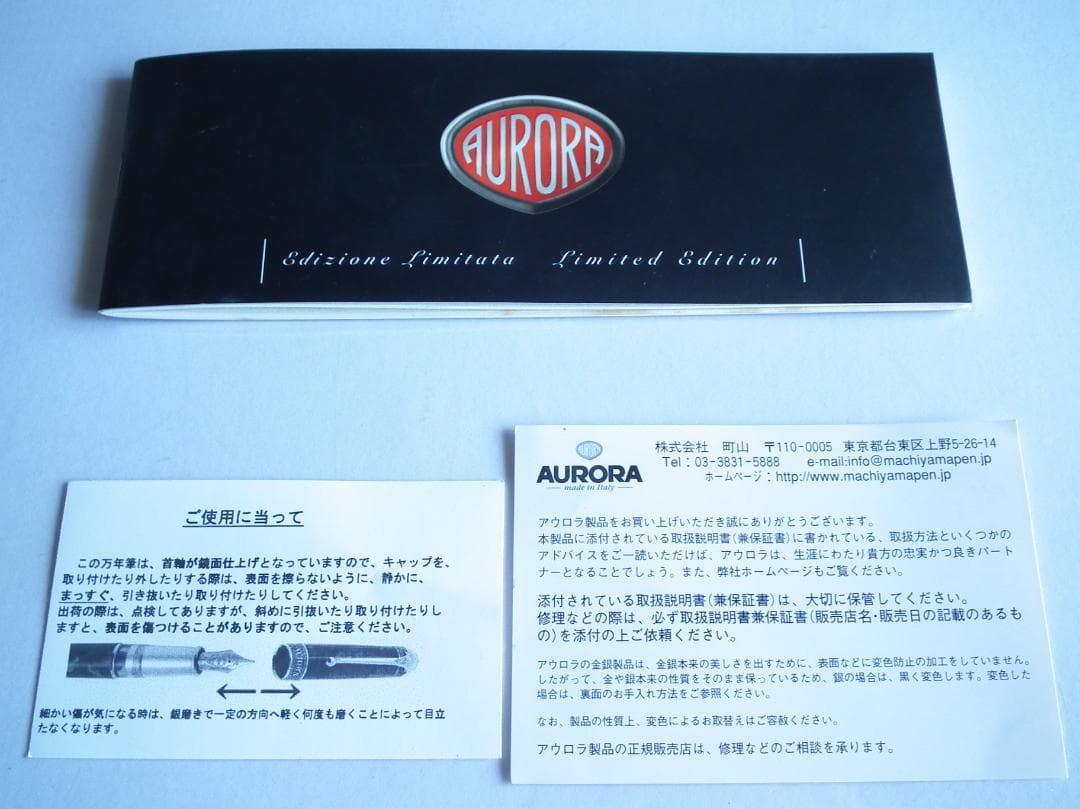 AURORA
Edizione Limitata Limited Edition
ご使用に当って
この万年筆は、首軸が鏡面仕上げとなっていますので、キャップを、
取り付けたり外したりする際は、表面を擦らないように、静かに、
まっすぐ、引き抜いたり取り付けたりしてください。
出荷の際は、点検してありますが、斜めに引抜いたり取り付けたりし
ますと、表面を傷つけることがありますので、ご注意ください。
細かい傷が気になる時は、銀磨きで一定の方向へ軽く何度も磨くことによって目立
たなくなります。
AURORA
made in Italy
株式会社 町山 〒110-0005 東京都台東区上野5-26-14
Tel：03-3831-5888 e-mail:info@machiyamapen.jp
ホームページ：http://www.machiyamapen.jp
アウロラ製品をお買い上げいただき誠にありがとうございます。
本製品に添付されている取扱説明書(兼保証書)に書かれている、取扱方法といくつかの
アドバイスをご一読いただけば、アウロラは、生涯にわたり貴方の忠実かつ良きパート
ナーとなることでしょう。また、弊社ホームページもご覧ください。
添付されている取扱説明書(兼保証書)は、大切に保管してください。
修理などの際は、必ず取扱説明書兼保証書(販売店名・販売日の記載のあるも
の)を添付の上ご依頼ください。
アウロラの金銀製品は、金銀本来の美しさを出すために、表面などに変色防止の加工をしていません。
したがって、金や銀本来の性質をそのまま保っているため、銀の場合は、黒く変色します。変色した
場合は、裏面のお手入れ方法をご参照ください。
なお、製品の性質上、変色によるお取替えはご容赦ください。
アウロラ製品の正規販売店は、修理などのご相談を承ります。